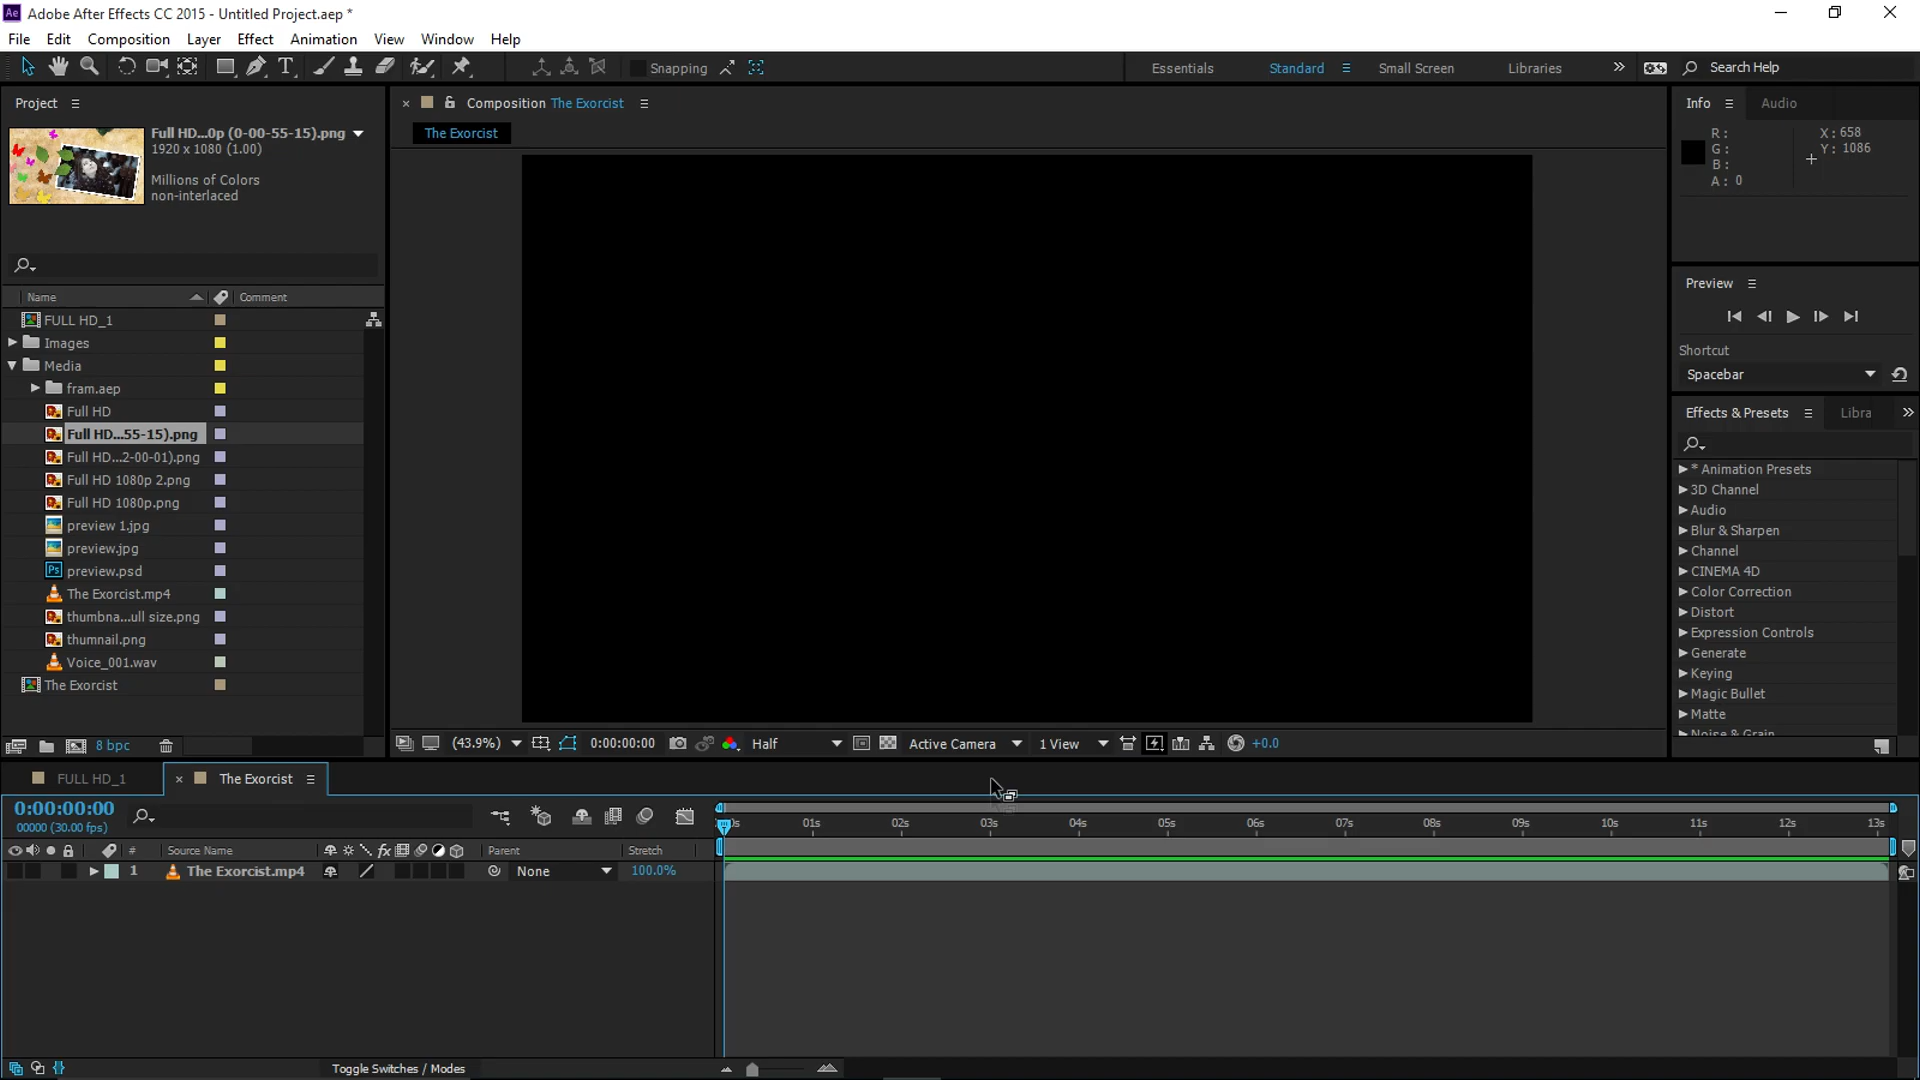 Ae Adobe After Effects CC 2015 - Untitled Project.aep *
File Edit Composition Layer Effect Animation View Window Help
T Snapping Essentials Standard Small Screen Libraries Search Help
Project
Full HD...0p (0-00-55-15).png
1920 x 1080 (1.00)
Millions of Colors
non-interlaced
Name Comment
FULL HD_1
Images
Media
fram.aep
Full HD
Full HD...55-15).png
Full HD...2-00-01).png
Full HD 1080p 2.png
Full HD 1080p.png
preview 1.jpg
preview.jpg
Ps preview.psd
The Exorcist.mp4
thumbna...ull size.png
thumnail.png
Voice_001.wav
The Exorcist
8 bpc
Composition The Exorcist
The Exorcist
(43.9%) 0:00:00:00 Half Active Camera 1 View +0.0
Info Audio
R: X: 658
G: Y: 1086
B:
A: 0
Preview
Shortcut
Spacebar
Effects & Presets Libra
* Animation Presets
3D Channel
Audio
Blur & Sharpen
Channel
CINEMA 4D
Color Correction
Distort
Expression Controls
Generate
Keying
Magic Bullet
Matte
Noise & Grain
FULL HD_1 The Exorcist
0:00:00:00
00000 (30.00 fps)
0s 01s 02s 03s 04s 05s 06s 07s 08s 09s 10s 11s 12s 13s
# Source Name fx Parent Stretch
1 The Exorcist.mp4 None 100.0%
Toggle Switches / Modes